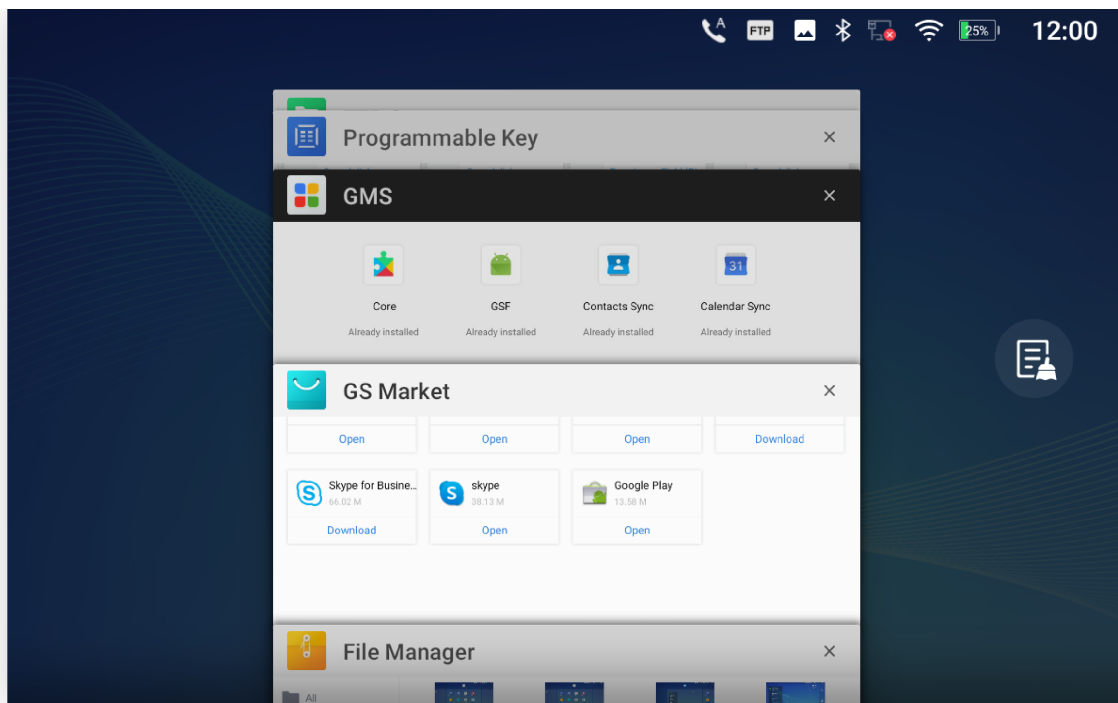 A
FTP
25%
12:00
Programmable Key
GMS
31
Core
GSF
Contacts Sync
Calendar Sync
Already installed
Already installed
Already installed
Already installed
GS Market
Open
Open
Open
Download
Skype for Busine...
66.02 M
S skype
38.13 M
Google Play
13.58 M
Download
Open
Open
File Manager
All